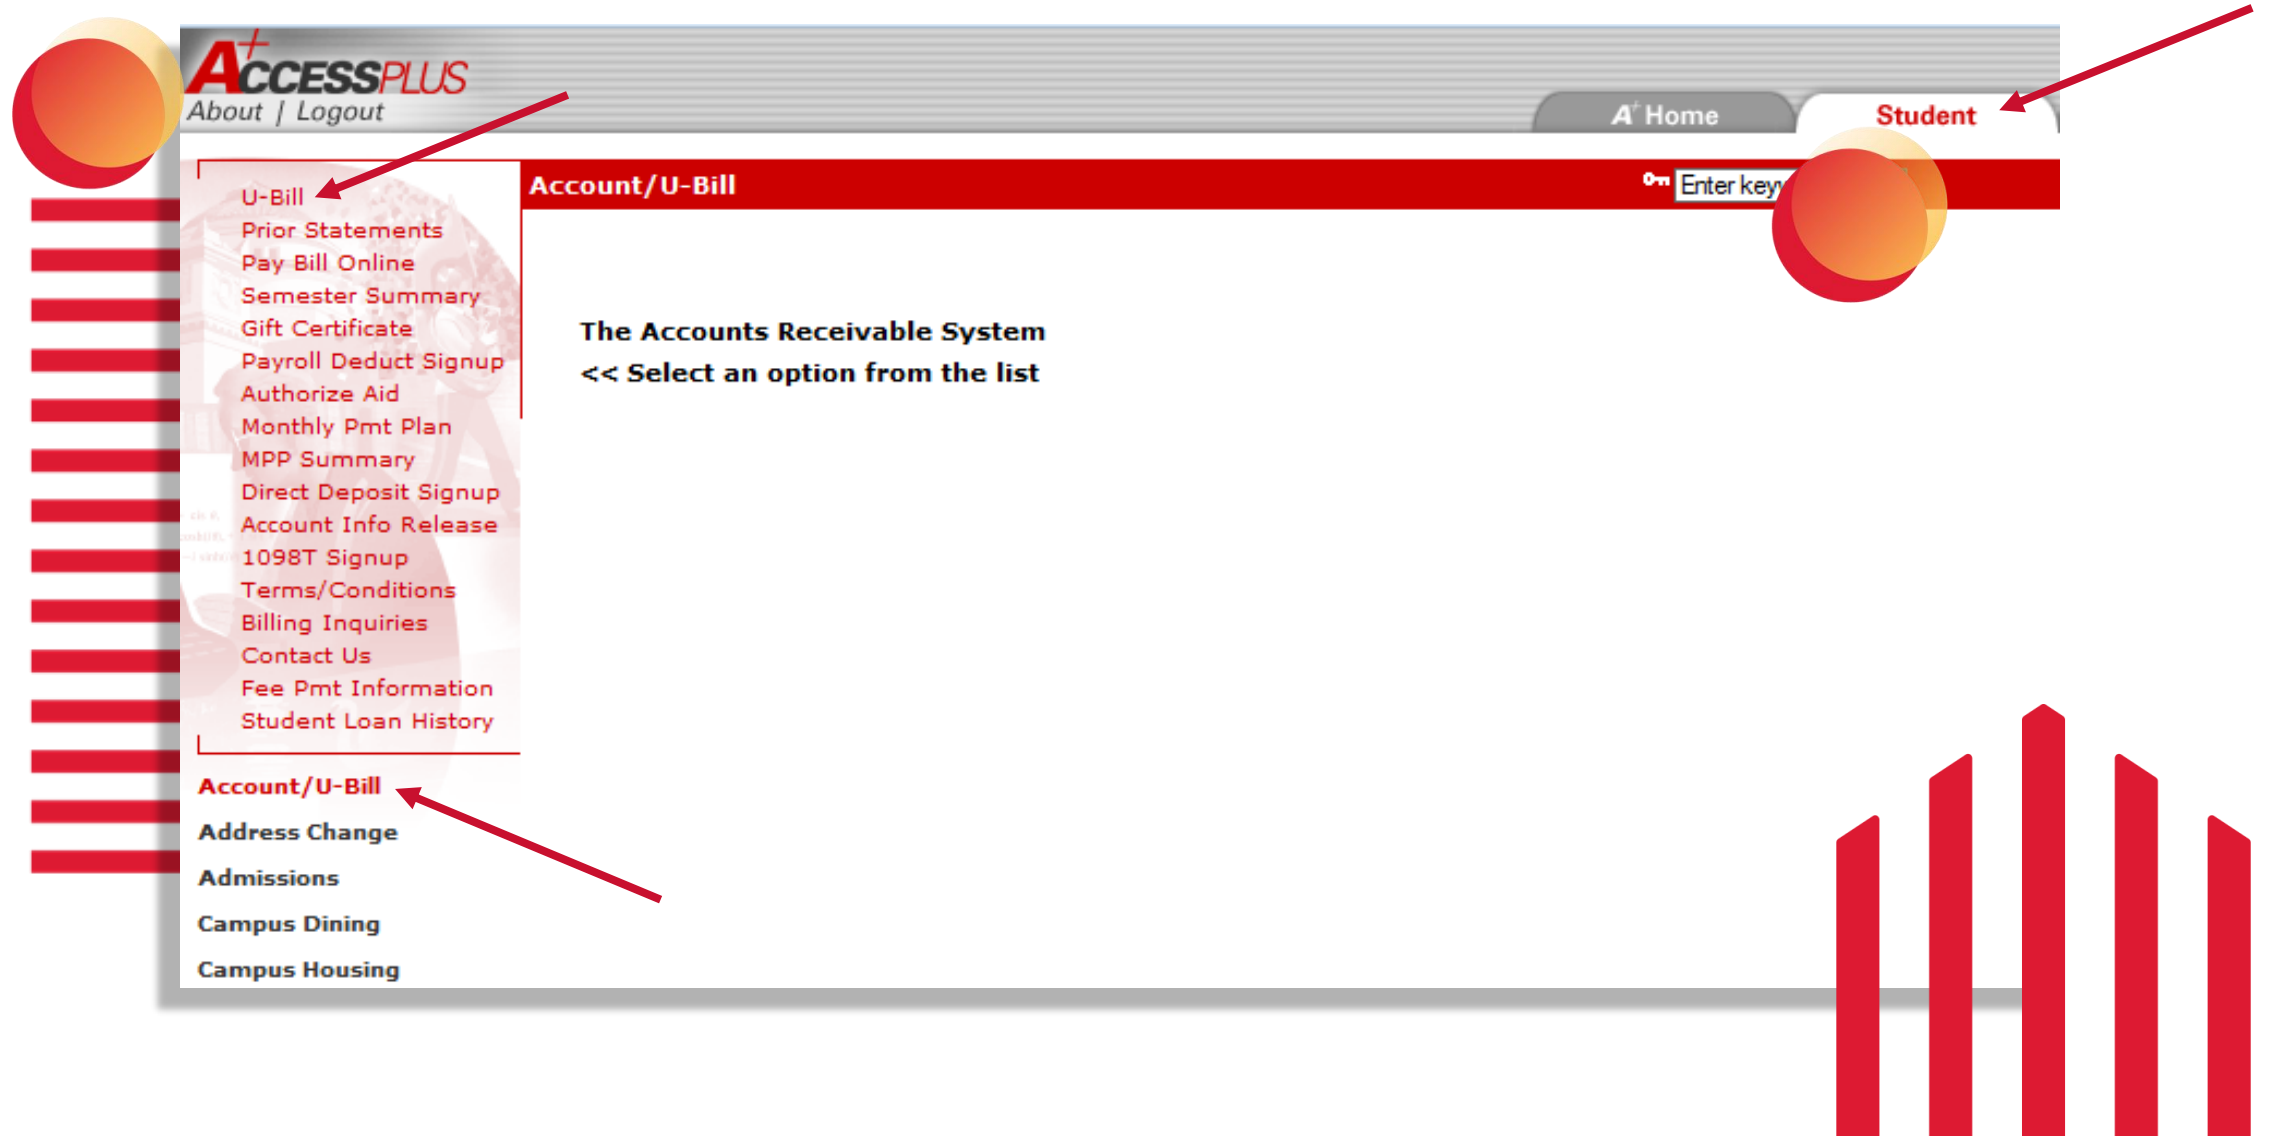 ACCESSPLUS
About | Logout
A+ Home
Student
Account/U-Bill
Enter
U-Bill
Prior Statements
Pay Bill Online
Semester Summary
Gift Certificate
Payroll Deduct Signup
Authorize Aid
Monthly Pmt Plan
MPP Summary
Direct Deposit Signup
Account Info Release
1098T Signup
Terms/Conditions
Billing Inquiries
Contact Us
Fee Pmt Information
Student Loan History
The Accounts Receivable System
<< Select an option from the list
Account/U-Bill
Address Change
Admissions
Campus Dining
Campus Housing